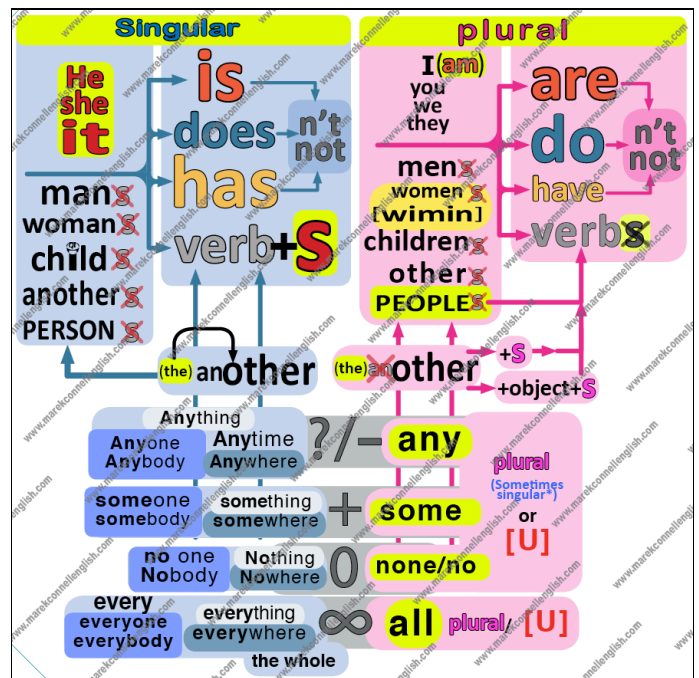 Singular
He
she
it
is
does
has
verb+S
n't
not
man s
woman s
child s
another s
PERSON s
plural
I (am)
you
we
they
men s
women s
[wimin]
children s
other s
PEOPLE s
are
do
have
verbs
n't
not
(the) another
(the) another
+S
+object+S
Anything
Anyone
Anybody
Anytime
Anywhere
?/-
any
someone
somebody
something
somewhere
+
some
no one
Nobody
Nothing
Nowhere
0
none/no
plural
(Sometimes
singular*)
or
[U]
every
everyone
everybody
everything
everywhere
the whole
∞
all plural/ [U]
www.marekconnellenglish.com